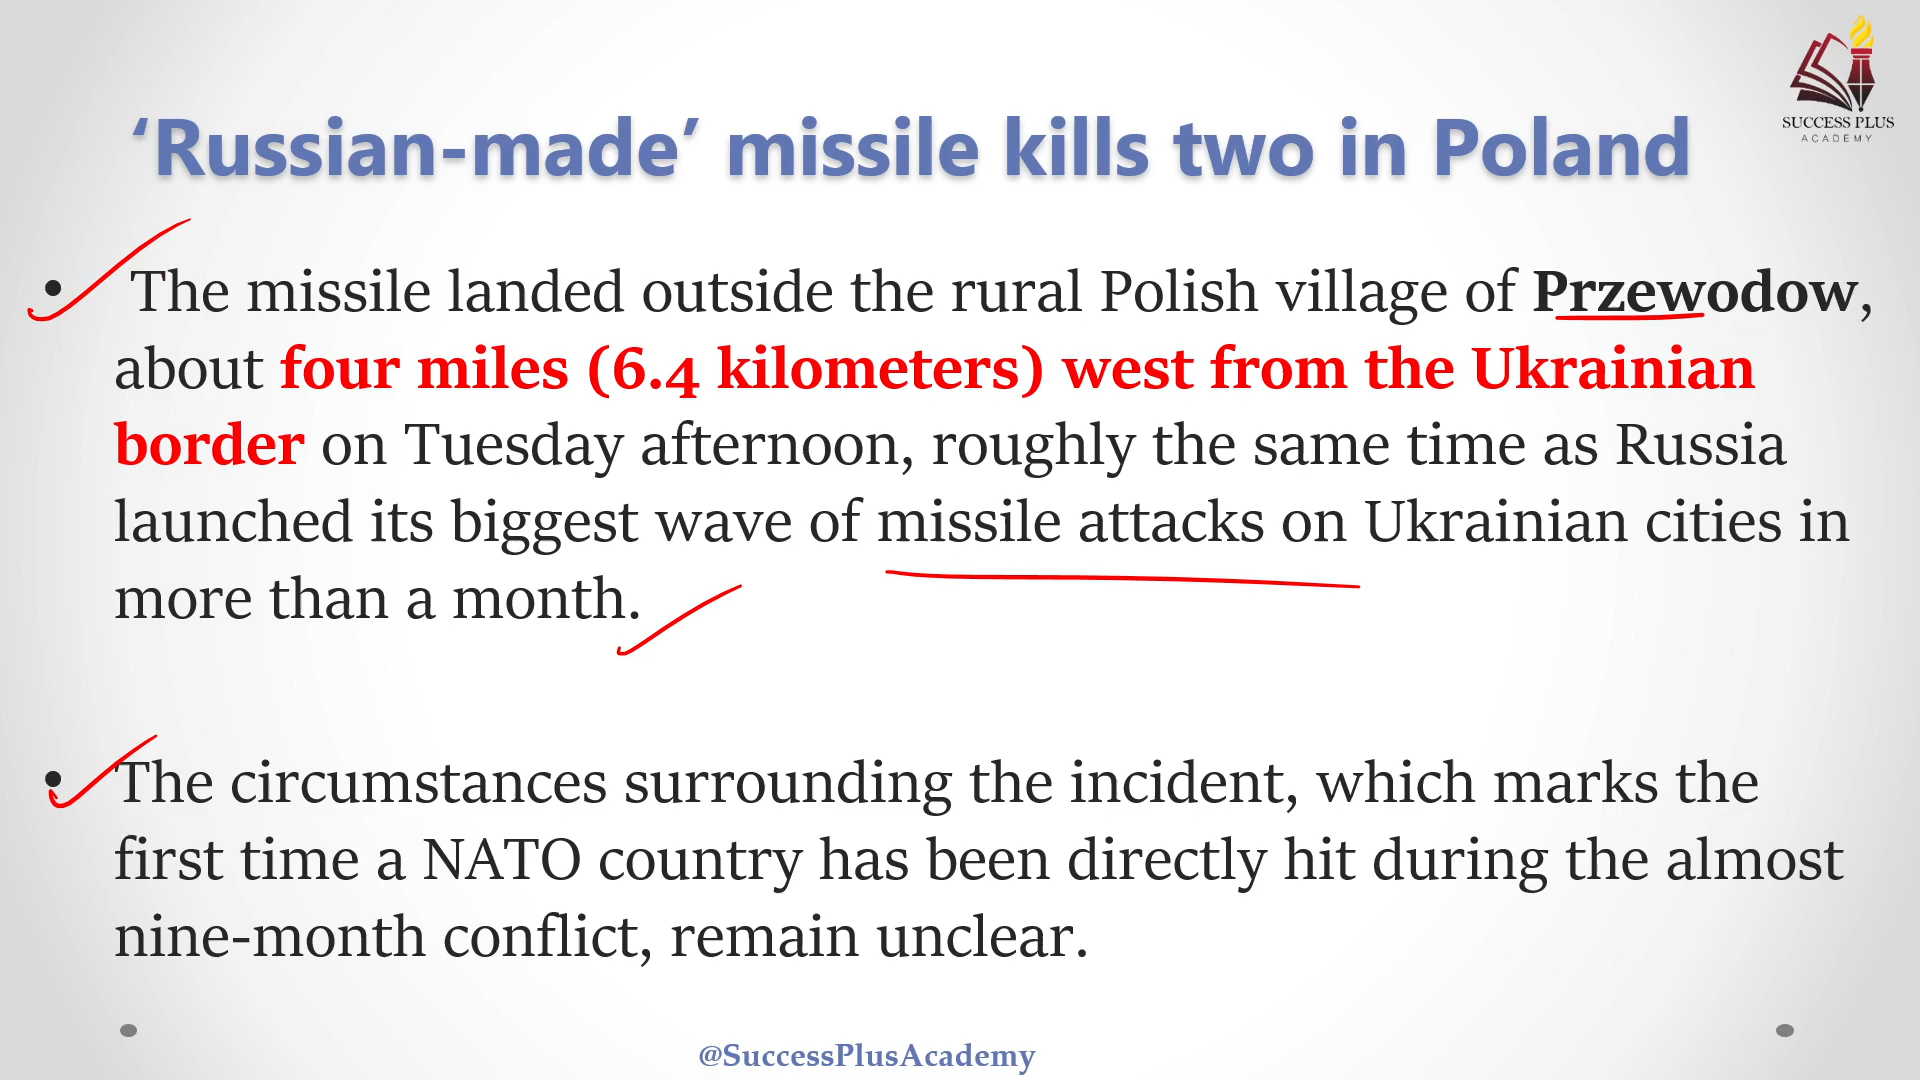 SUCCESS PLUS
ACADEMY
‘Russian-made’ missile kills two in Poland
• The missile landed outside the rural Polish village of Przewodow,
about four miles (6.4 kilometers) west from the Ukrainian
border on Tuesday afternoon, roughly the same time as Russia
launched its biggest wave of missile attacks on Ukrainian cities in
more than a month.
• The circumstances surrounding the incident, which marks the
first time a NATO country has been directly hit during the almost
nine-month conflict, remain unclear.
@SuccessPlusAcademy